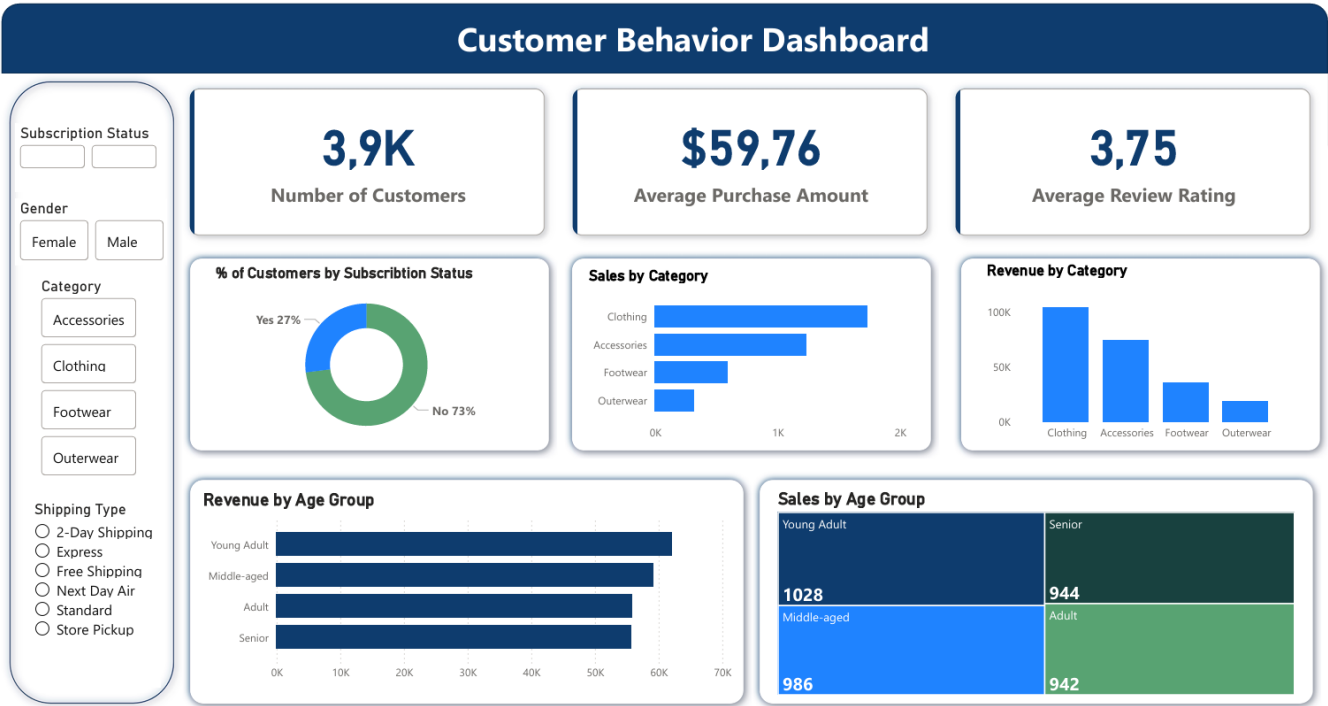 Customer Behavior Dashboard
Subscription Status
Gender
Female
Male
Category
Accessories
Clothing
Footwear
Outerwear
Shipping Type
2-Day Shipping
Express
Free Shipping
Next Day Air
Standard
Store Pickup
3,9K
Number of Customers
$59,76
Average Purchase Amount
3,75
Average Review Rating
% of Customers by Subscribtion Status
Yes 27%
No 73%
Sales by Category
Clothing
Accessories
Footwear
Outerwear
0K 1K 2K
Revenue by Category
100K
50K
0K
Clothing Accessories Footwear Outerwear
Revenue by Age Group
Young Adult
Middle-aged
Adult
Senior
0K 10K 20K 30K 40K 50K 60K 70K
Sales by Age Group
Young Adult
1028
Senior
944
Middle-aged
986
Adult
942